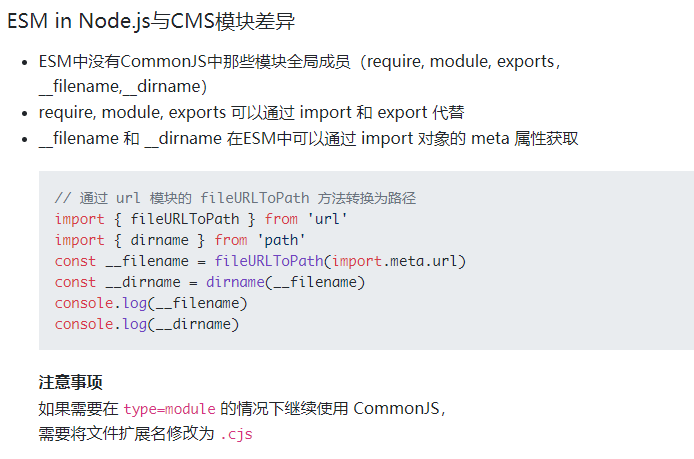 ESM in Node.js与CMS模块差异
ESM中没有CommonJS中那些模块全局成员（require, module, exports，
__filename,__dirname）
require, module, exports 可以通过 import 和 export 代替
__filename 和 __dirname 在ESM中可以通过 import 对象的 meta 属性获取
// 通过 url 模块的 fileURLToPath 方法转换为路径
import { fileURLToPath } from 'url'
import { dirname } from 'path'
const __filename = fileURLToPath(import.meta.url)
const __dirname = dirname(__filename)
console.log(__filename)
console.log(__dirname)
注意事项
如果需要在 type=module 的情况下继续使用 CommonJS，
需要将文件扩展名修改为 .cjs